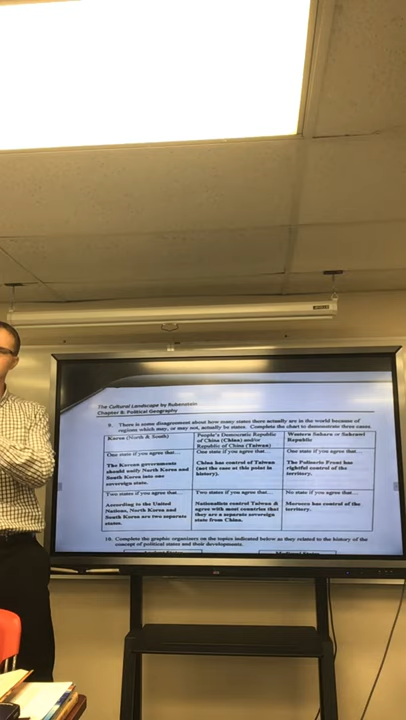 The Cultural Landscape by Rubenstein
Chapter 8: Political Geography
9. There is some disagreement about how many states there actually are in the world because of
regions which may, or may not, actually be states. Complete the chart to demonstrate three cases.
Korea (North & South)
One state if you agree that...
The Korean governments
should unify North Korea and
South Korea into one
sovereign state.
Two states if you agree that...
According to the United
Nations, North Korea and
South Korea are two separate
states.
People's Democratic Republic
of China (China) and/or
Republic of China (Taiwan)
One state if you agree that...
China has control of Taiwan
(not the case at this point in
history).
Two states if you agree that...
Nationalists control Taiwan &
agree with most countries that
they are a separate sovereign
state from China.
Western Sahara or Sahrawi
Republic
One state if you agree that...
The Polisario Front has
rightful control of the
territory.
No state if you agree that...
Morocco has control of the
territory.
10. Complete the graphic organizers on the topics indicated below as they related to the history of the
concept of political states and their developments.